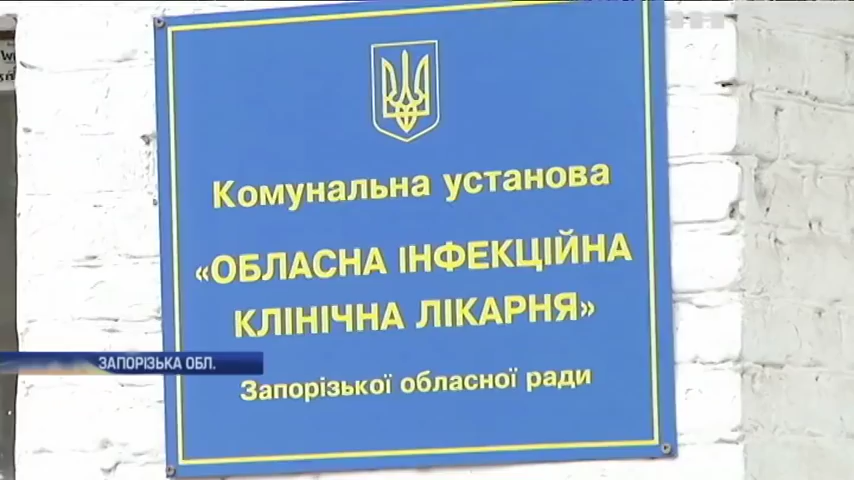 Комунальна установа
«ОБЛАСНА ІНФЕКЦІЙНА
КЛІНІЧНА ЛІКАРНЯ»
ЗАПОРІЗЬКА ОБЛ.
Запорізької обласної ради